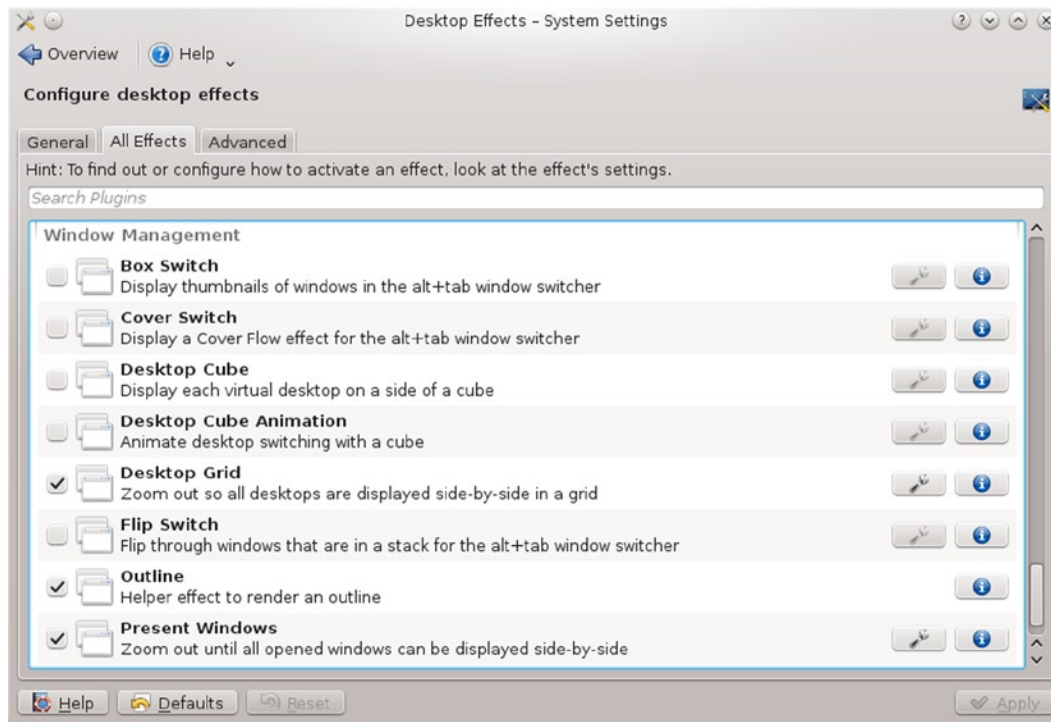 Desktop Effects – System Settings
Overview Help
Configure desktop effects
General All Effects Advanced
Hint: To find out or configure how to activate an effect, look at the effect's settings.
Search Plugins
Window Management
Box Switch
Display thumbnails of windows in the alt+tab window switcher
Cover Switch
Display a Cover Flow effect for the alt+tab window switcher
Desktop Cube
Display each virtual desktop on a side of a cube
Desktop Cube Animation
Animate desktop switching with a cube
Desktop Grid
Zoom out so all desktops are displayed side-by-side in a grid
Flip Switch
Flip through windows that are in a stack for the alt+tab window switcher
Outline
Helper effect to render an outline
Present Windows
Zoom out until all opened windows can be displayed side-by-side
Help Defaults Reset Apply